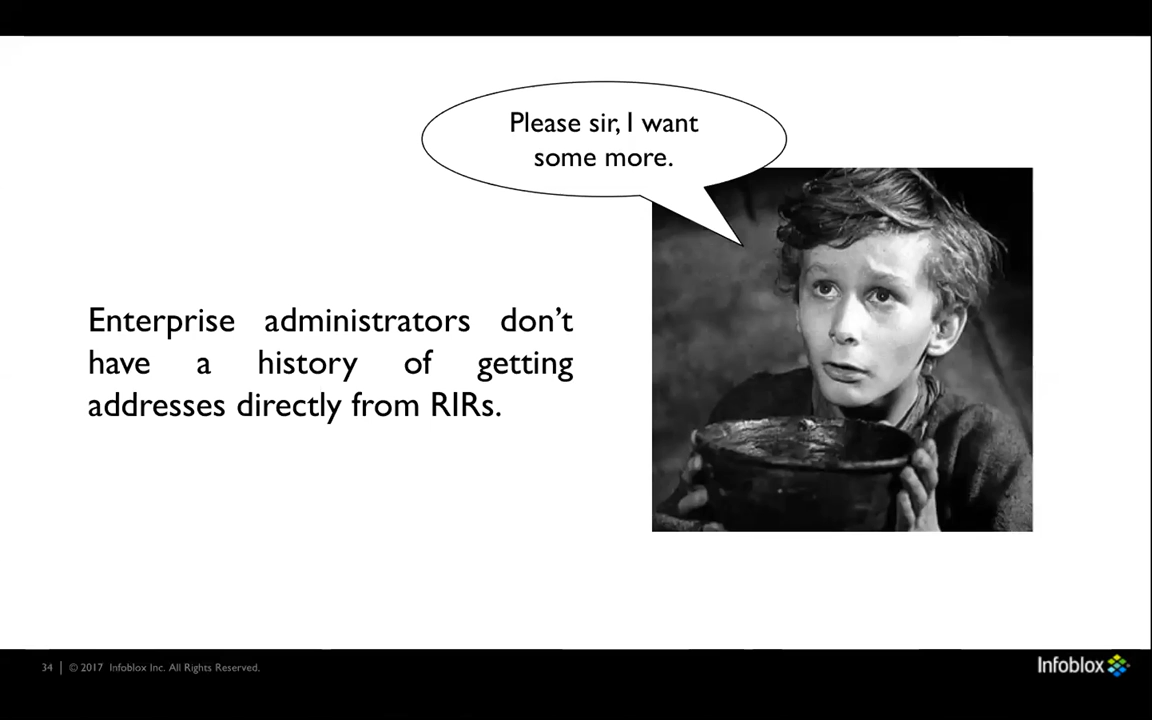 Please sir, I want
some more.
Enterprise administrators don't
have a history of getting
addresses directly from RIRs.
34 | © 2017 Infoblox Inc. All Rights Reserved.
Infoblox